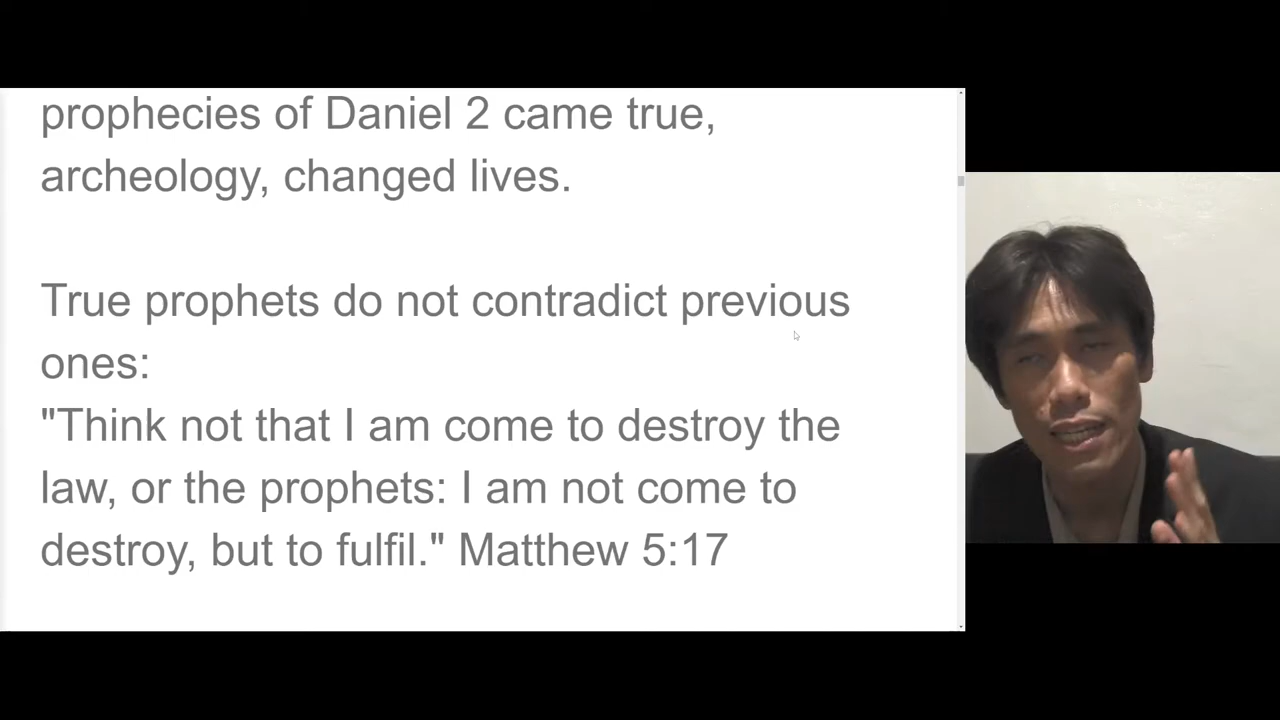 prophecies of Daniel 2 came true,
archeology, changed lives.
True prophets do not contradict previous
ones:
"Think not that I am come to destroy the
law, or the prophets: I am not come to
destroy, but to fulfil." Matthew 5:17